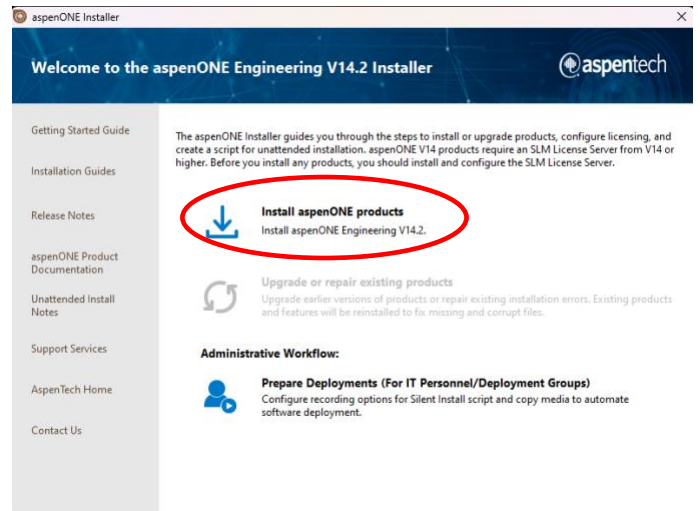 aspenONE Installer
Welcome to the aspenONE Engineering V14.2 Installer
aspentech
Getting Started Guide
Installation Guides
Release Notes
aspenONE Product
Documentation
Unattended Install
Notes
Support Services
AspenTech Home
Contact Us
The aspenONE Installer guides you through the steps to install or upgrade products, configure licensing, and
create a script for unattended installation. aspenONE V14 products require an SLM License Server from V14 or
higher. Before you install any products, you should install and configure the SLM License Server.
Install aspenONE products
Install aspenONE Engineering V14.2.
Upgrade or repair existing products
Upgrade earlier versions of products or repair existing installation errors. Existing products
and features will be reinstalled to fix missing and corrupt files.
Administrative Workflow:
Prepare Deployments (For IT Personnel/Deployment Groups)
Configure recording options for Silent Install script and copy media to automate
software deployment.